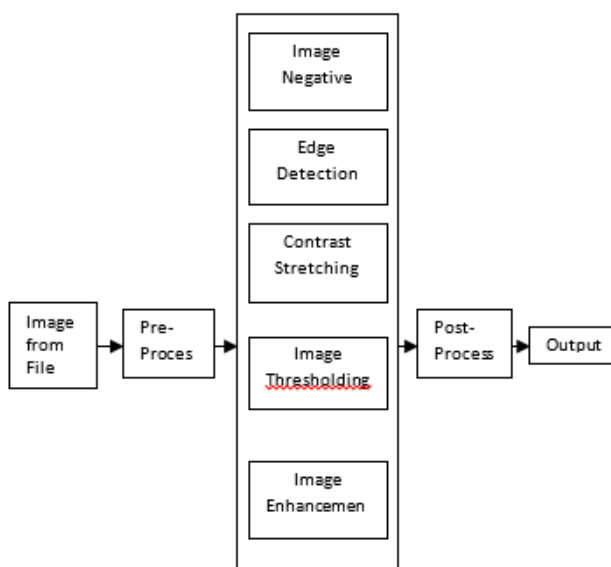 Image
Negative
Edge
Detection
Contrast
Stretching
Image
from
File
Pre-
Proces
Image
Thresholding
Post-
Process
Output
Image
Enhancemen